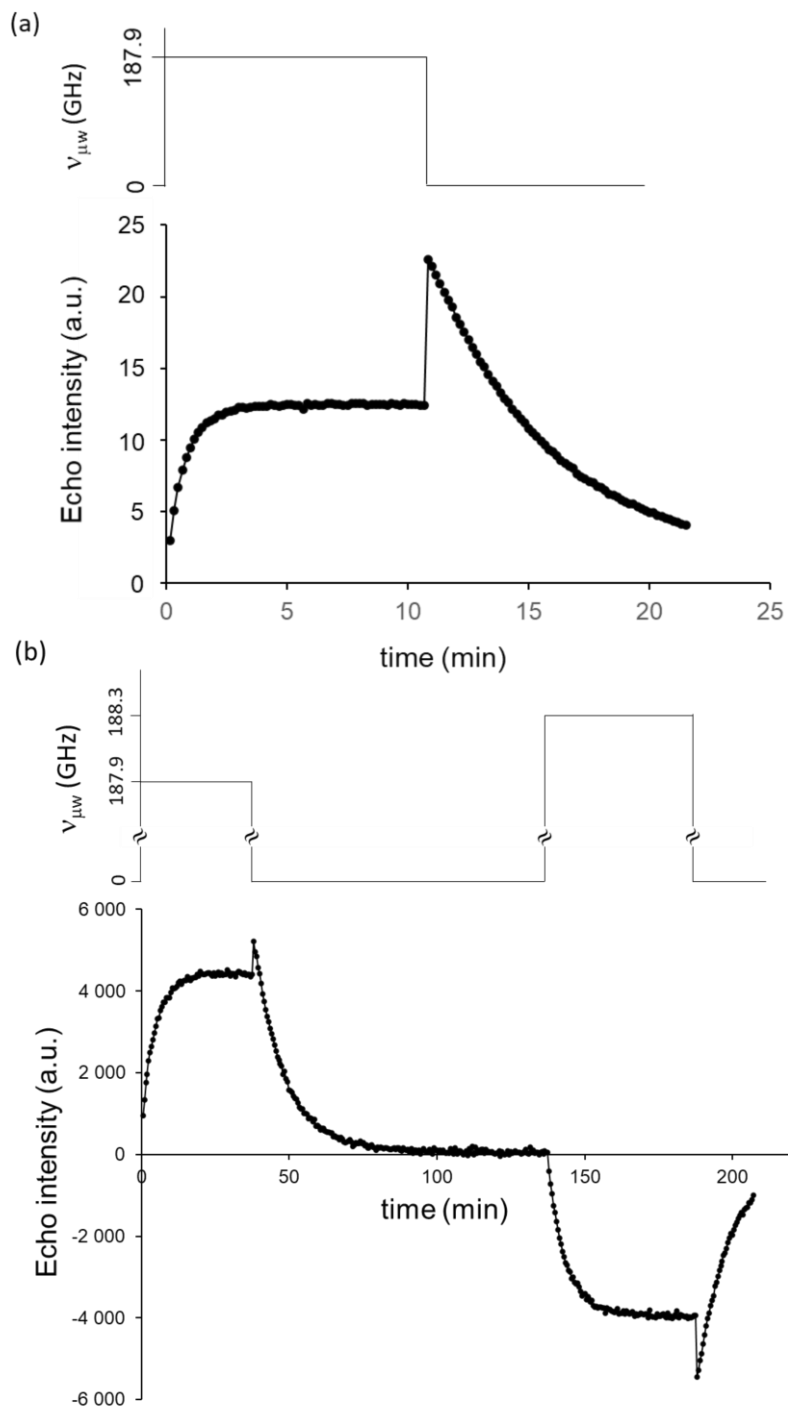 (a)
ν_μw (GHz)
187.9
0
Echo intensity (a.u.)
25
20
15
10
5
0
0 5 10 15 20 25
time (min)
(b)
ν_μw (GHz)
188.3
187.9
0
Echo intensity (a.u.)
6 000
4 000
2 000
0
-2 000
-4 000
-6 000
0 50 100 150 200
time (min)